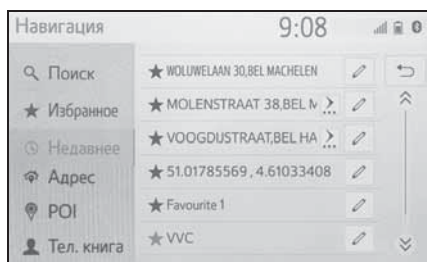 Навигация 9:08
Поиск
Избранное
Недавнее
Адрес
POI
Тел. книга
WOLUWELAAN 30,BEL MACHELEN
MOLENSTRAAT 38,BEL M
VOOGDIJSTRAAT,BEL HA
51.01785569 , 4.61033408
Favourite 1
VVC